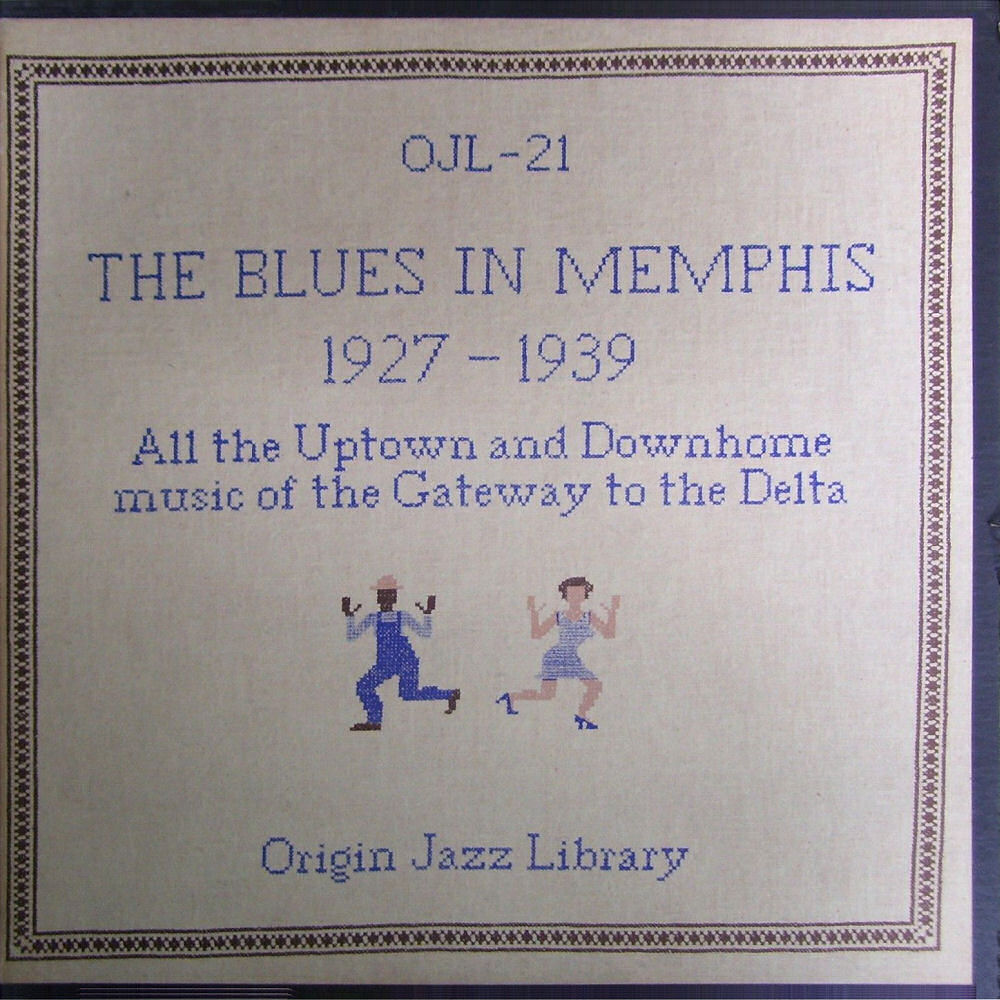 OJL-21
THE BLUES IN MEMPHIS
1927 - 1939
All the Uptown and Downhome
music of the Gateway to the Delta
Origin Jazz Library